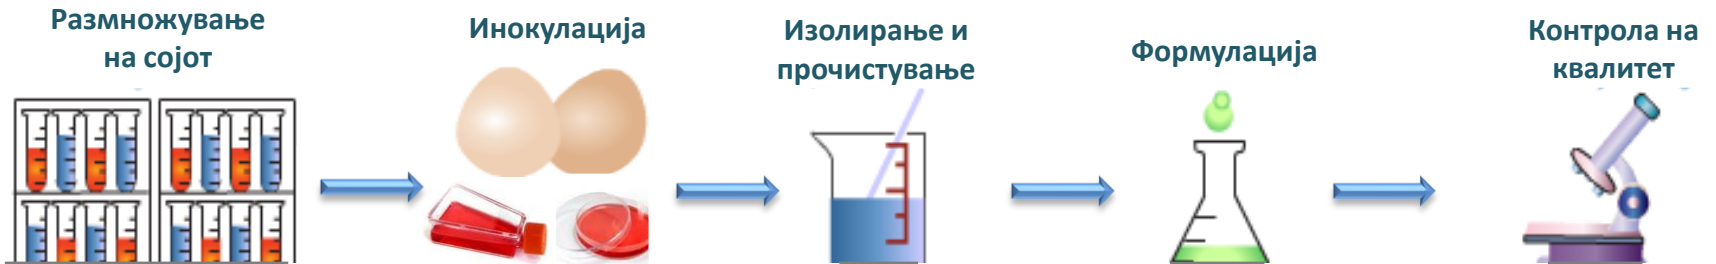 Размножување
на сојот
Инокулација
Изолирање и
прочистување
Формулација
Контрола на
квалитет